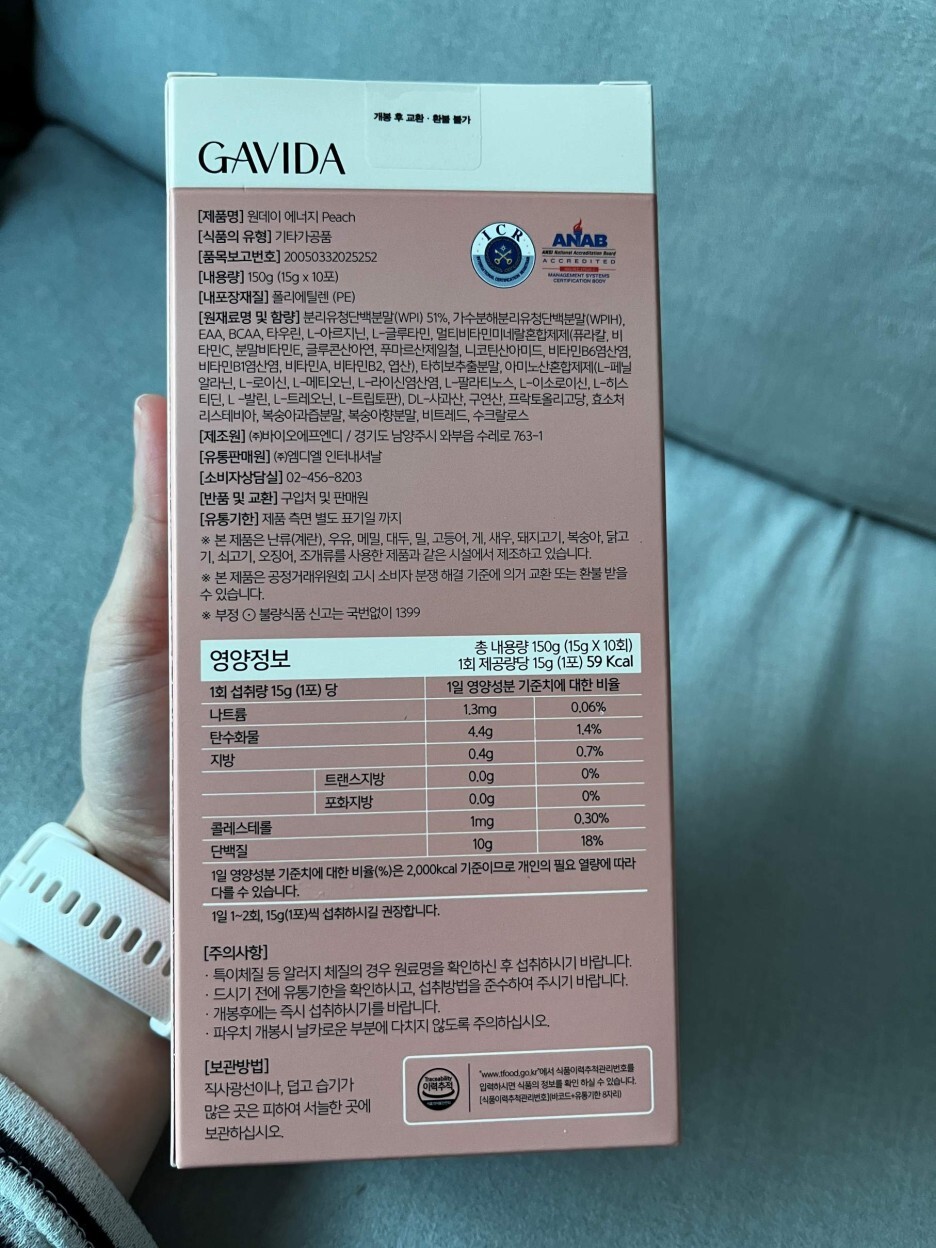 개봉 후 교환 · 환불 불가
GAVIDA
[제품명] 원데이 에너지 Peach
[식품의 유형] 기타가공품
[품목보고번호] 20050332025252
[내용량] 150g (15g x 10포)
[내포장재질] 폴리에틸렌 (PE)
[원재료명 및 함량] 분리유청단백분말(WPI) 51%, 가수분해분리유청단백분말(WPIH),
EAA, BCAA, 타우린, L-아르지닌, L-글루타민, 멀티비타민미네랄혼합제제(퓨라칼, 비
타민C, 분말비타민E, 글루콘산아연, 푸마르산제일철, 니코틴산아미드, 비타민B6염산염,
비타민B1염산염, 비타민A, 비타민B2, 엽산), 타히보추출분말, 아미노산혼합제제(L-페닐
알라닌, L-로이신, L-메티오닌, L-라이신염산염, L-팔라티노스, L-이소로이신, L-히스
티딘, L -발린, L-트레오닌, L-트립토판), DL-사과산, 구연산, 프락토올리고당, 효소처
리스테비아, 복숭아과즙분말, 복숭아향분말, 비트레드, 수크랄로스
[제조원] ㈜바이오에프엔디 / 경기도 남양주시 와부읍 수레로 763-1
[유통판매원] ㈜엠디엘 인터내셔날
[소비자상담실] 02-456-8203
[반품 및 교환] 구입처 및 판매원
[유통기한] 제품 측면 별도 표기일 까지
※ 본 제품은 난류(계란), 우유, 메밀, 대두, 밀, 고등어, 게, 새우, 돼지고기, 복숭아, 닭고
기, 쇠고기, 오징어, 조개류를 사용한 제품과 같은 시설에서 제조하고 있습니다.
※ 본 제품은 공정거래위원회 고시 소비자 분쟁 해결 기준에 의거 교환 또는 환불 받을
수 있습니다.
※ 부정 ⊙ 불량식품 신고는 국번없이 1399
ICR
ANAB
ANSI National Accreditation Board
ACCREDITED
MANAGEMENT SYSTEMS
CERTIFICATION BODY
영양정보
총 내용량 150g (15g X 10회)
1회 제공량당 15g (1포) 59 Kcal
1회 섭취량 15g (1포) 당 1일 영양성분 기준치에 대한 비율
나트륨 1.3mg 0.06%
탄수화물 4.4g 1.4%
지방 0.4g 0.7%
트랜스지방 0.0g 0%
포화지방 0.0g 0%
콜레스테롤 1mg 0.30%
단백질 10g 18%
1일 영양성분 기준치에 대한 비율(%)은 2,000kcal 기준이므로 개인의 필요 열량에 따라
다를 수 있습니다.
1일 1~2회, 15g(1포)씩 섭취하시길 권장합니다.
[주의사항]
· 특이체질 등 알러지 체질의 경우 원료명을 확인하신 후 섭취하시기 바랍니다.
· 드시기 전에 유통기한을 확인하시고, 섭취방법을 준수하여 주시기 바랍니다.
· 개봉후에는 즉시 섭취하시기를 바랍니다.
· 파우치 개봉시 날카로운 부분에 다치지 않도록 주의하십시오.
[보관방법]
직사광선이나, 덥고 습기가
많은 곳은 피하여 서늘한 곳에
보관하십시오.
Traceability
이력추적
"www.tfood.go.kr"에서 식품이력추적관리번호를
입력하시면 식품의 정보를 확인 하실 수 있습니다.
[식품이력추적관리번호](바코드+유통기한 8자리)